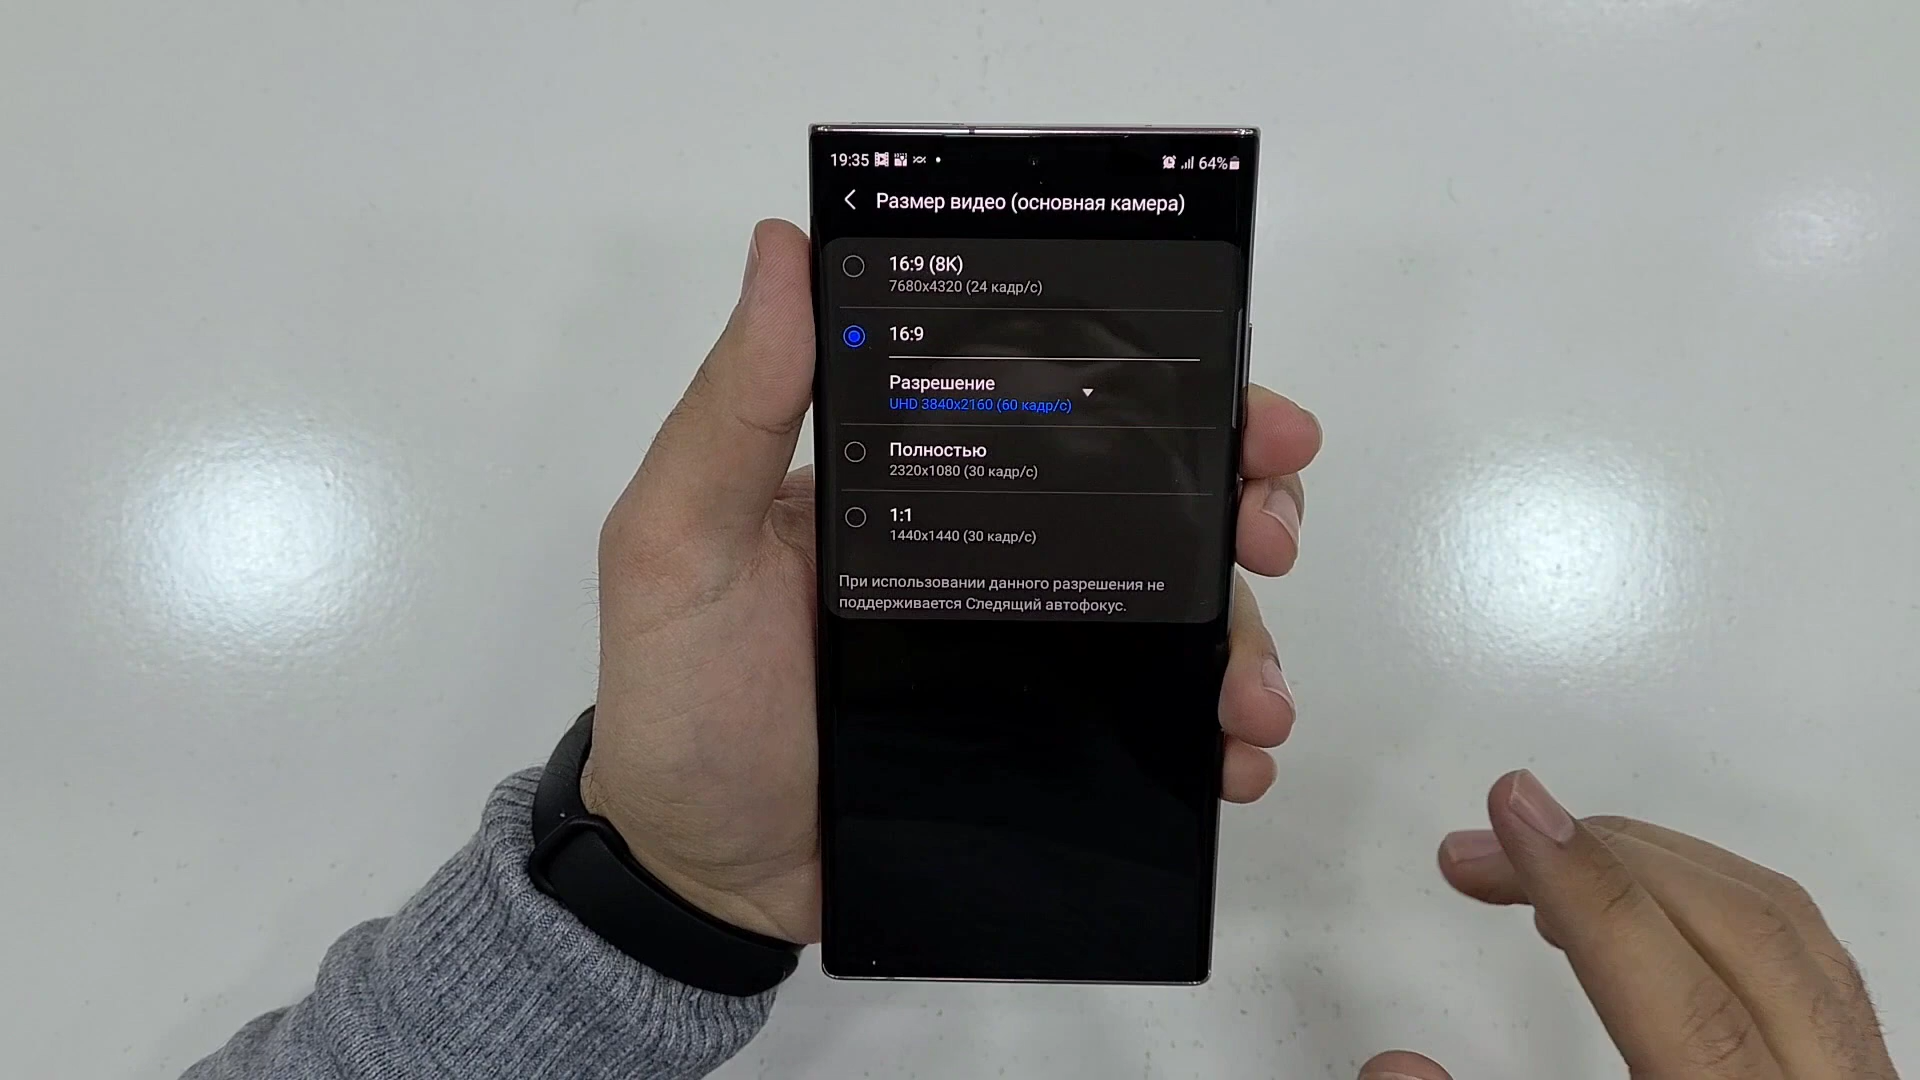 19:35 64%
Размер видео (основная камера)
16:9 (8K)
7680x4320 (24 кадр/с)
16:9
Разрешение
UHD 3840x2160 (60 кадр/с)
Полностью
2320x1080 (30 кадр/с)
1:1
1440x1440 (30 кадр/с)
При использовании данного разрешения не
поддерживается Следящий автофокус.